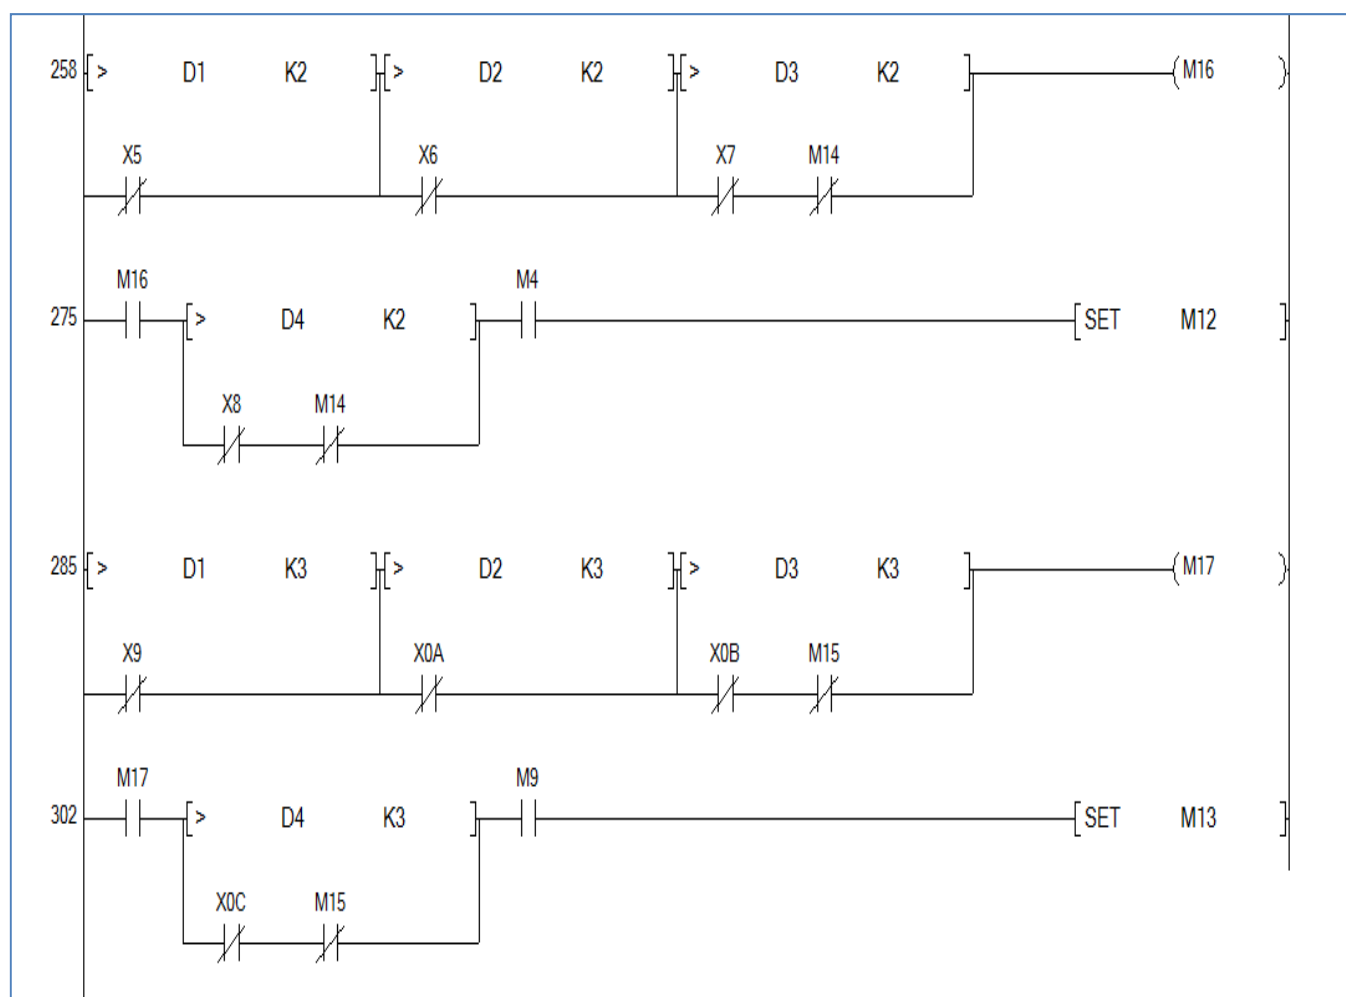 258 [> D1 K2 ] [> D2 K2 ] [> D3 K2 ] (M16 )
X5 X6 X7 M14
M16 M4
275 [> D4 K2 ] [SET M12 ]
X8 M14
285 [> D1 K3 ] [> D2 K3 ] [> D3 K3 ] (M17 )
X9 X0A X0B M15
M17 M9
302 [> D4 K3 ] [SET M13 ]
X0C M15